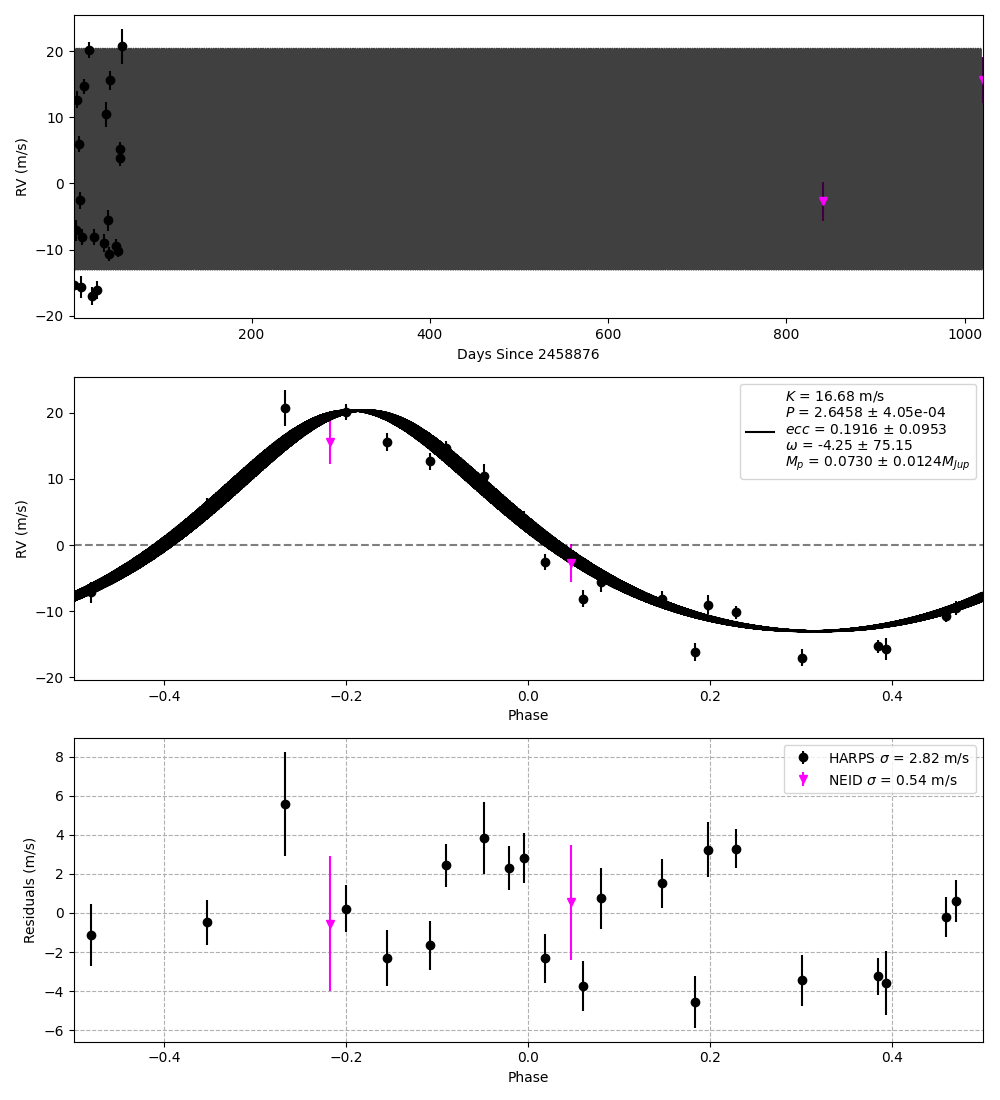 20
10
0
−10
−20
RV (m/s)
200
400
600
800
1000
Days Since 2458876
20
10
0
−10
−20
RV (m/s)
K = 16.68 m/s
P = 2.6458 ± 4.05e-04
ecc = 0.1916 ± 0.0953
ω = -4.25 ± 75.15
Mp = 0.0730 ± 0.0124MJup
−0.4
−0.2
0.0
0.2
0.4
Phase
8
6
4
2
0
−2
−4
−6
Residuals (m/s)
HARPS σ = 2.82 m/s
NEID σ = 0.54 m/s
−0.4
−0.2
0.0
0.2
0.4
Phase